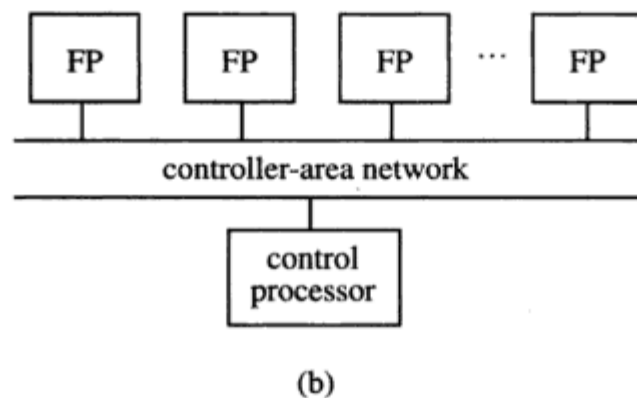 FP FP FP ... FP
controller-area network
control
processor
(b)